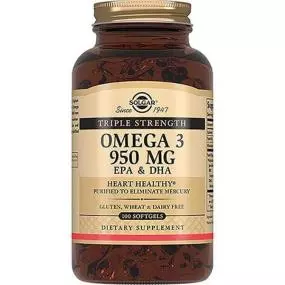 SOLGAR®
Since 1947
TRIPLE STRENGTH
OMEGA 3
950 MG
EPA & DHA
HEART HEALTHY*
PURIFIED TO ELIMINATE MERCURY
GLUTEN, WHEAT & DAIRY FREE
100 SOFTGELS
DIETARY SUPPLEMENT